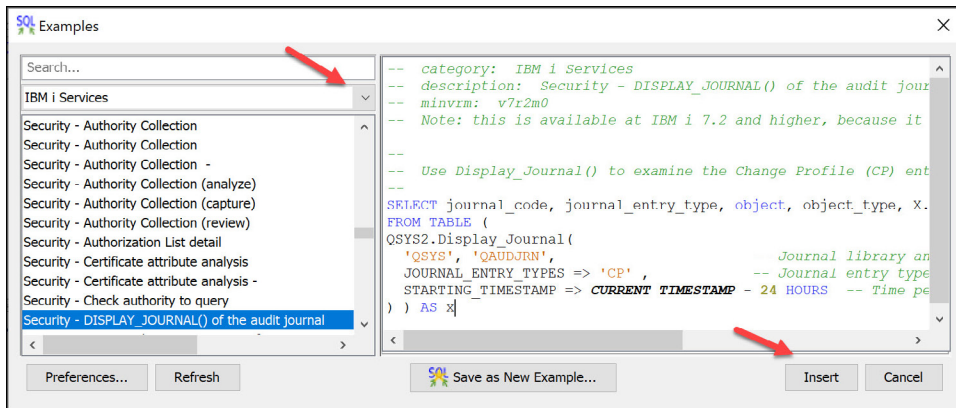 SQL Examples
Search...
IBM i Services
Security - Authority Collection
Security - Authority Collection
Security - Authority Collection  -
Security - Authority Collection (analyze)
Security - Authority Collection (capture)
Security - Authority Collection (review)
Security - Authorization List detail
Security - Certificate attribute analysis
Security - Certificate attribute analysis -
Security - Check authority to query
Security - DISPLAY_JOURNAL() of the audit journal
--  category:  IBM i Services
--  description:  Security - DISPLAY_JOURNAL() of the audit jour
--  minvrm:  v7r2m0
--  Note: this is available at IBM i 7.2 and higher, because it
--
--  Use Display_Journal() to examine the Change Profile (CP) ent
--
SELECT journal_code, journal_entry_type, object, object_type, X.
FROM TABLE (
QSYS2.Display_Journal(
'QSYS', 'QAUDJRN', Journal library an
JOURNAL_ENTRY_TYPES => 'CP' , -- Journal entry type
STARTING_TIMESTAMP => CURRENT TIMESTAMP - 24 HOURS -- Time pe
) ) AS X
Preferences...
Refresh
SQL Save as New Example...
Insert
Cancel